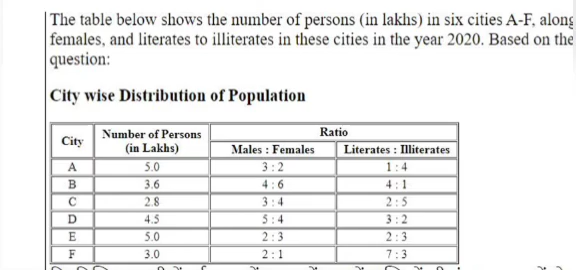 The table below shows the number of persons (in lakhs) in six cities A-F, along
females, and literates to illiterates in these cities in the year 2020. Based on the
question:
City wise Distribution of Population
City Number of Persons (in Lakhs) Ratio
Males : Females Literates : Illiterates
A 5.0 3 : 2 1 : 4
B 3.6 4 : 6 4 : 1
C 2.8 3 : 4 2 : 5
D 4.5 5 : 4 3 : 2
E 5.0 2 : 3 2 : 3
F 3.0 2 : 1 7 : 3